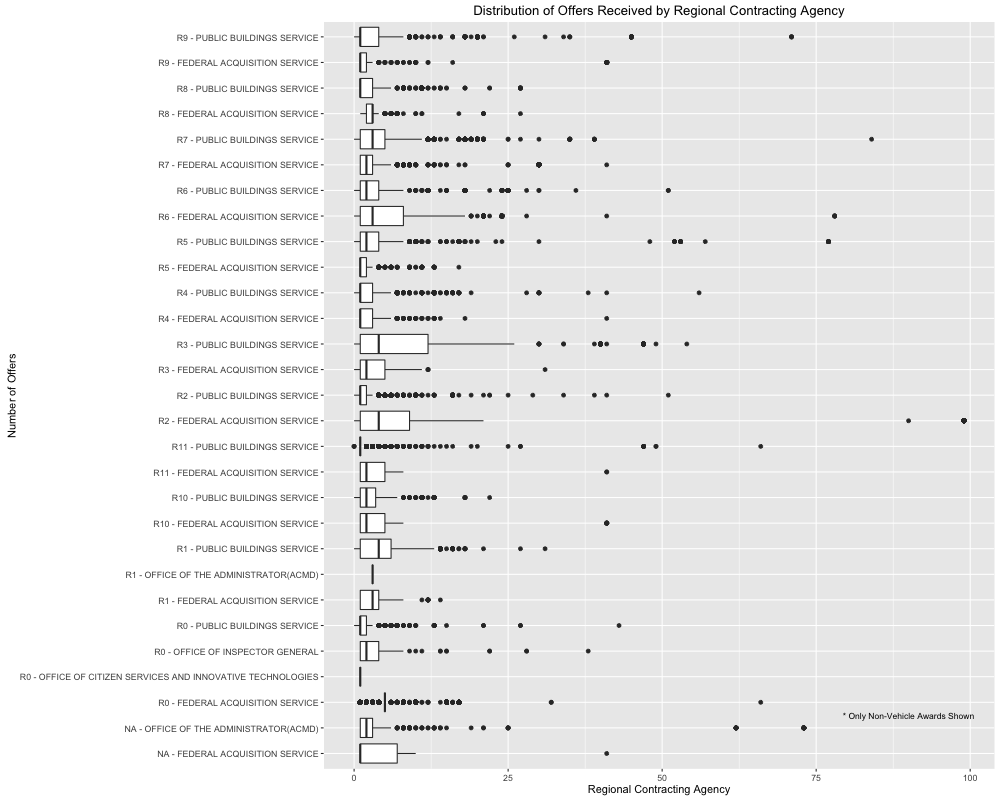 Distribution of Offers Received by Regional Contracting Agency
R9 - PUBLIC BUILDINGS SERVICE
R9 - FEDERAL ACQUISITION SERVICE
R8 - PUBLIC BUILDINGS SERVICE
R8 - FEDERAL ACQUISITION SERVICE
R7 - PUBLIC BUILDINGS SERVICE
R7 - FEDERAL ACQUISITION SERVICE
R6 - PUBLIC BUILDINGS SERVICE
R6 - FEDERAL ACQUISITION SERVICE
R5 - PUBLIC BUILDINGS SERVICE
R5 - FEDERAL ACQUISITION SERVICE
R4 - PUBLIC BUILDINGS SERVICE
R4 - FEDERAL ACQUISITION SERVICE
R3 - PUBLIC BUILDINGS SERVICE
R3 - FEDERAL ACQUISITION SERVICE
R2 - PUBLIC BUILDINGS SERVICE
R2 - FEDERAL ACQUISITION SERVICE
R11 - PUBLIC BUILDINGS SERVICE
R11 - FEDERAL ACQUISITION SERVICE
R10 - PUBLIC BUILDINGS SERVICE
R10 - FEDERAL ACQUISITION SERVICE
R1 - PUBLIC BUILDINGS SERVICE
R1 - OFFICE OF THE ADMINISTRATOR(ACMD)
R1 - FEDERAL ACQUISITION SERVICE
R0 - PUBLIC BUILDINGS SERVICE
R0 - OFFICE OF INSPECTOR GENERAL
R0 - OFFICE OF CITIZEN SERVICES AND INNOVATIVE TECHNOLOGIES
R0 - FEDERAL ACQUISITION SERVICE
NA - OFFICE OF THE ADMINISTRATOR(ACMD)
NA - FEDERAL ACQUISITION SERVICE
Number of Offers
* Only Non-Vehicle Awards Shown
0 25 50 75 100
Regional Contracting Agency